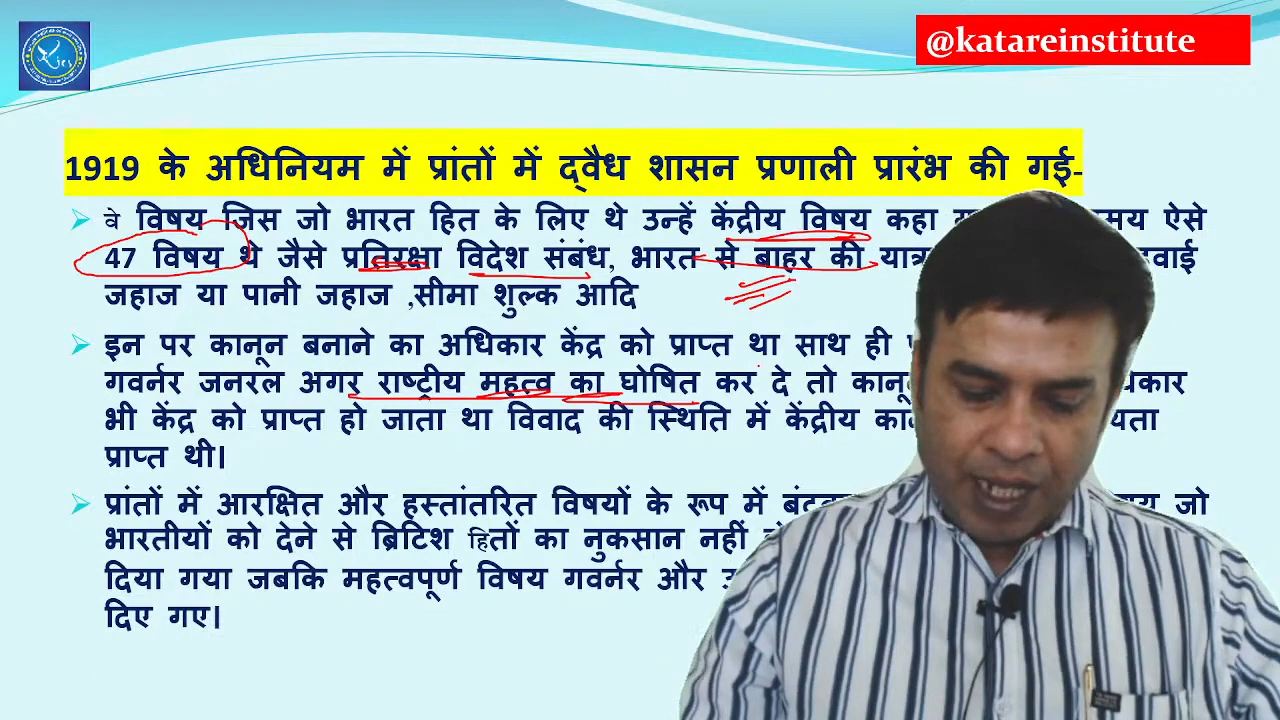 @katareinstitute
1919 के अधिनियम में प्रांतों में द्वैध शासन प्रणाली प्रारंभ की गई-
वे विषय जिस जो भारत हित के लिए थे उन्हें केंद्रीय विषय कहा ऐसे
47 विषय थे जैसे प्रतिरक्षा विदेश संबंध, भारत से बाहर की
जहाज या पानी जहाज ,सीमा शुल्क आदि
इन पर कानून बनाने का अधिकार केंद्र को प्राप्त था साथ ही
गवर्नर जनरल अगर राष्ट्रीय महत्व का घोषित कर दे तो
भी केंद्र को प्राप्त हो जाता था विवाद की स्थिति में केंद्रीय
प्राप्त थी।
प्रांतों में आरक्षित और हस्तांतरित विषयों के रूप में जो
भारतीयों को देने से ब्रिटिश हितों का नुकसान नहीं
दिया गया जबकि महत्वपूर्ण विषय गवर्नर और
दिए गए।